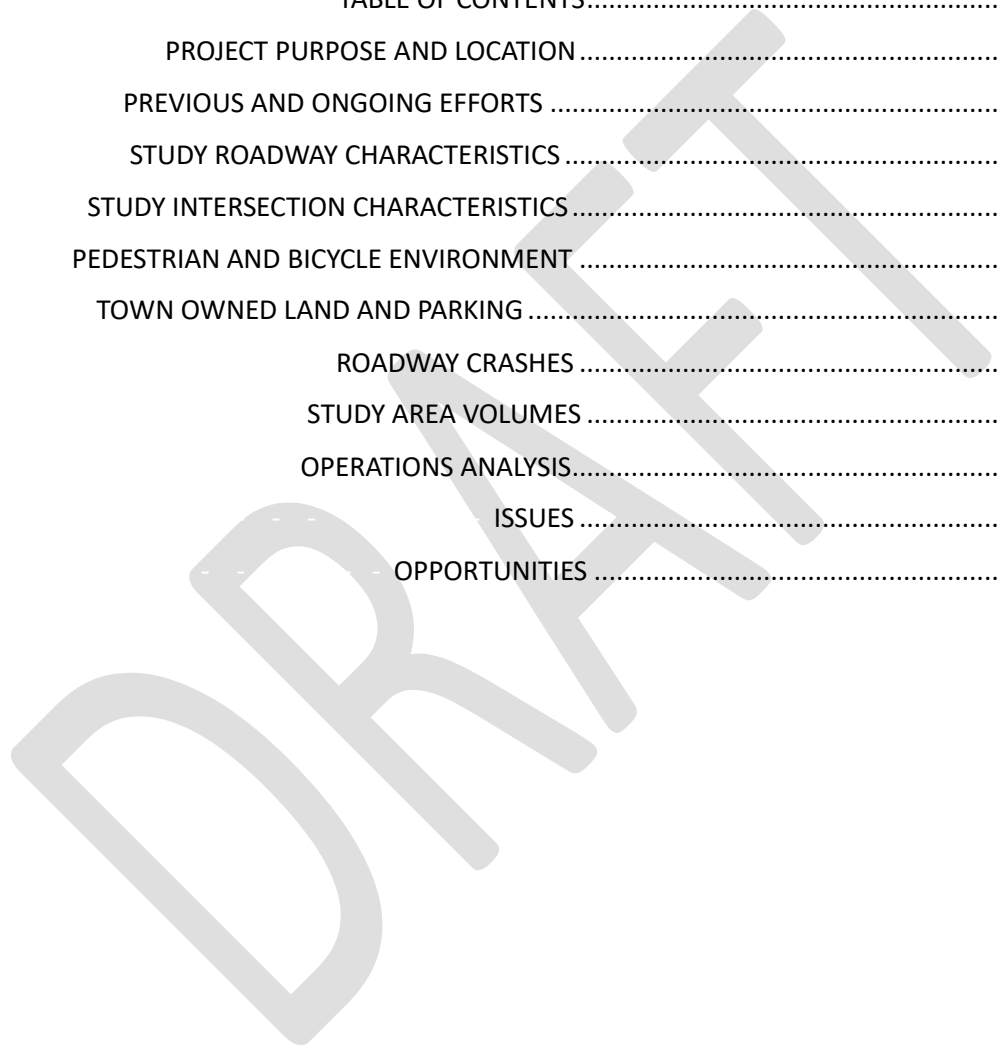 TABLE OF CONTENTS................................................................
PROJECT PURPOSE AND LOCATION................................................................
PREVIOUS AND ONGOING EFFORTS ................................................................
STUDY ROADWAY CHARACTERISTICS................................................................
STUDY INTERSECTION CHARACTERISTICS................................................................
PEDESTRIAN AND BICYCLE ENVIRONMENT ................................................................
TOWN OWNED LAND AND PARKING................................................................
ROADWAY CRASHES ................................................................
STUDY AREA VOLUMES ................................................................
OPERATIONS ANALYSIS................................................................
ISSUES ................................................................
OPPORTUNITIES ................................................................
DRAFT